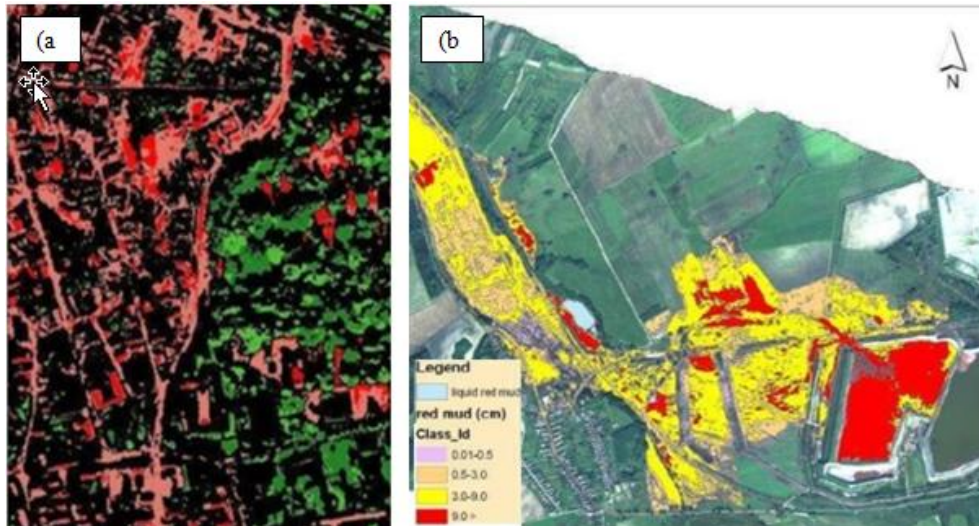 (a
(b
N
Legend
liquid red mud
red mud (cm)
Class_Id
0.01-0.5
0.5-3.0
3.0-9.0
9.0 >